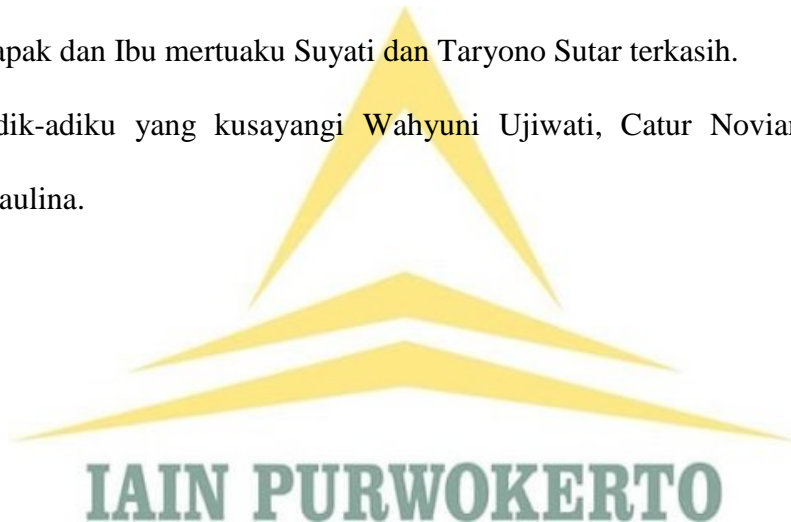 apak dan Ibu mertuaku Suyati dan Taryono Sutar terkasih.
dik-adiku yang kusayangi Wahyuni Ujiwati, Catur Novian
aulina.
IAIN PURWOKERTO